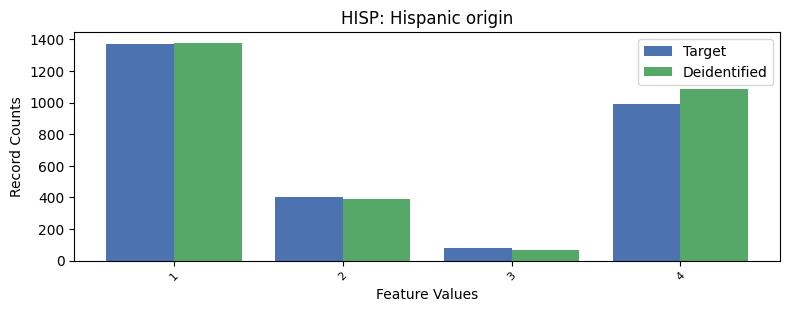 HISP: Hispanic origin
Target
Deidentified
Record Counts
1400
1200
1000
800
600
400
200
0
1
2
3
4
Feature Values